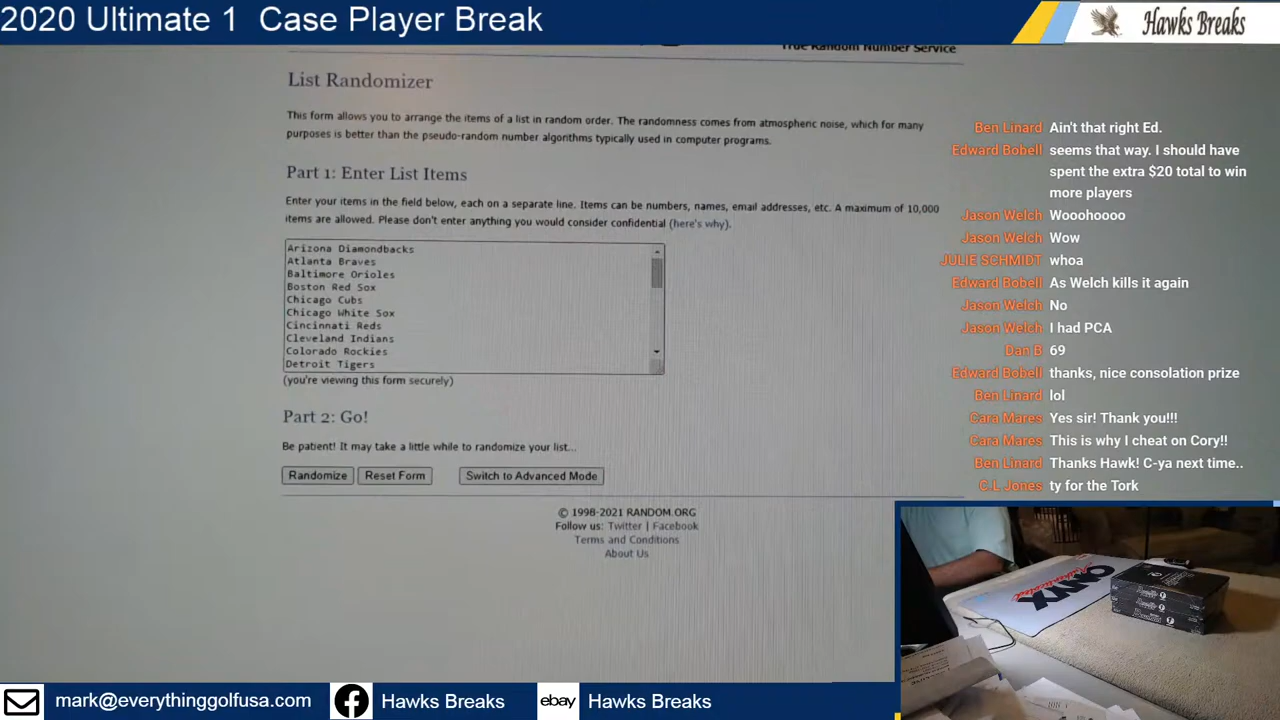 2020 Ultimate 1 Case Player Break
Hawks Breaks
True Random Number Service
List Randomizer
This form allows you to arrange the items of a list in random order. The randomness comes from atmospheric noise, which for many
purposes is better than the pseudo-random number algorithms typically used in computer programs.
Part 1: Enter List Items
Enter your items in the field below, each on a separate line. Items can be numbers, names, email addresses, etc. A maximum of 10,000
items are allowed. Please don't enter anything you would consider confidential (here's why).
Arizona Diamondbacks
Atlanta Braves
Baltimore Orioles
Boston Red Sox
Chicago Cubs
Chicago White Sox
Cincinnati Reds
Cleveland Indians
Colorado Rockies
Detroit Tigers
(you're viewing this form securely)
Part 2: Go!
Be patient! It may take a little while to randomize your list...
Randomize Reset Form Switch to Advanced Mode
© 1998-2021 RANDOM.ORG
Follow us: Twitter | Facebook
Terms and Conditions
About Us
Ben Linard Ain't that right Ed.
Edward Bobell seems that way. I should have
spent the extra $20 total to win
more players
Jason Welch Wooohoooo
Jason Welch Wow
JULIE SCHMIDT whoa
Edward Bobell As Welch kills it again
Jason Welch No
Jason Welch I had PCA
Dan B 69
Edward Bobell thanks, nice consolation prize
Ben Linard lol
Cara Mares Yes sir! Thank you!!!
Cara Mares This is why I cheat on Cory!!
Ben Linard Thanks Hawk! C-ya next time..
C.L Jones ty for the Tork
ONYX
Authenticated
mark@everythinggolfusa.com
Hawks Breaks
ebay
Hawks Breaks